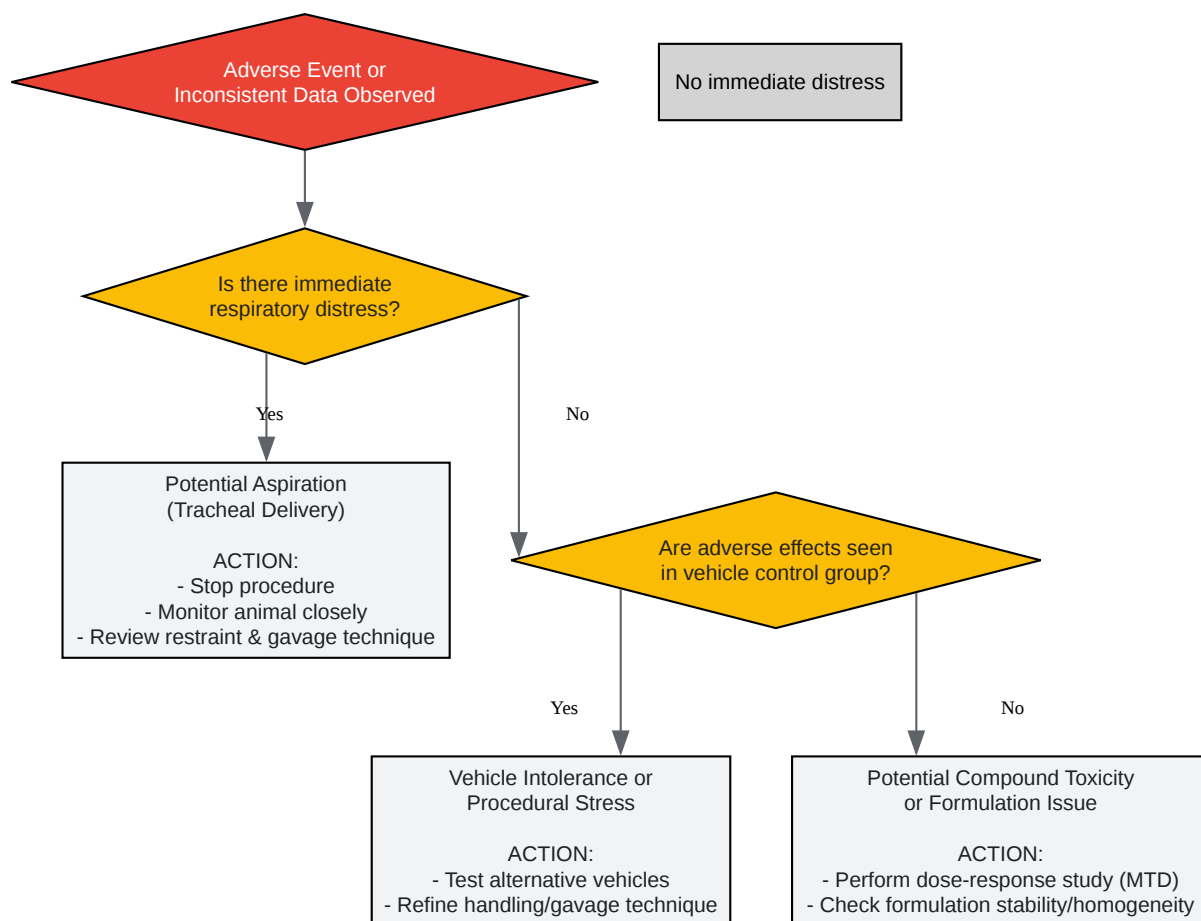 Adverse Event or
Inconsistent Data Observed
No immediate distress
Is there immediate
respiratory distress?
Yes
No
Potential Aspiration
(Tracheal Delivery)
ACTION:
- Stop procedure
- Monitor animal closely
- Review restraint & gavage technique
Are adverse effects seen
in vehicle control group?
Yes
No
Vehicle Intolerance or
Procedural Stress
ACTION:
- Test alternative vehicles
- Refine handling/gavage technique
Potential Compound Toxicity
or Formulation Issue
ACTION:
- Perform dose-response study (MTD)
- Check formulation stability/homogeneity